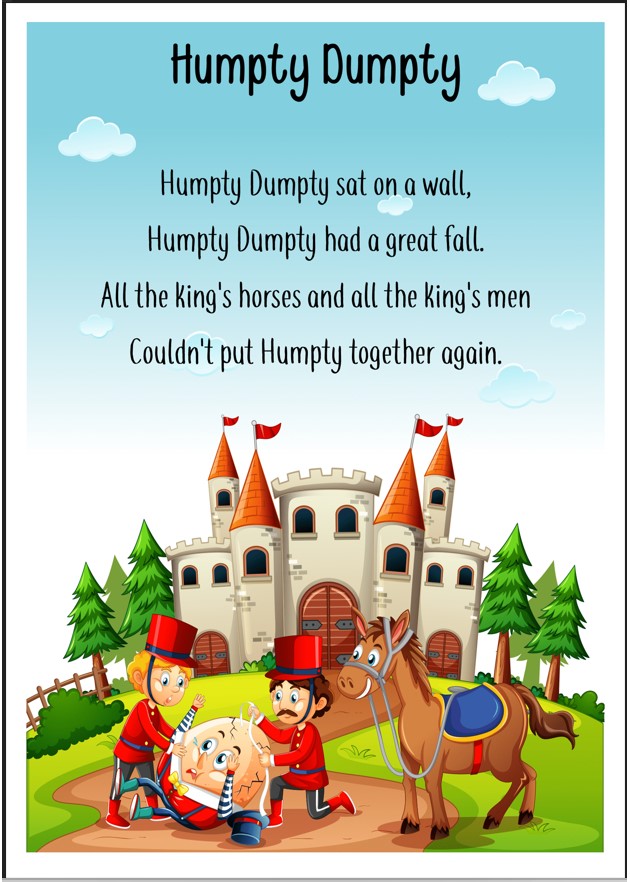 Humpty Dumpty
Humpty Dumpty sat on a wall,
Humpty Dumpty had a great fall.
All the king's horses and all the king's men
Couldn't put Humpty together again.